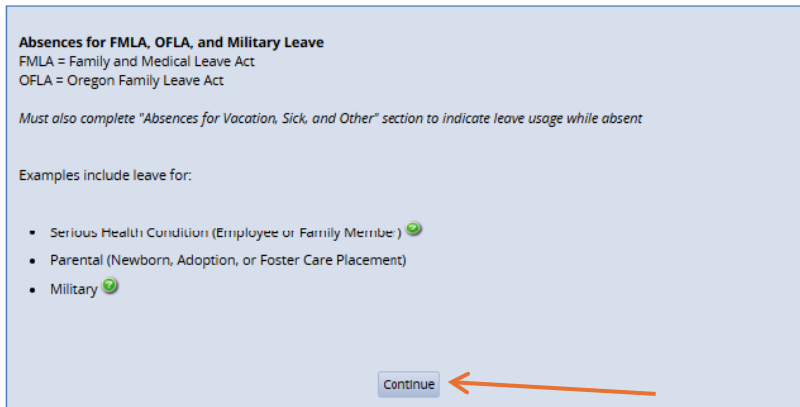 Absences for FMLA, OFLA, and Military Leave
FMLA = Family and Medical Leave Act
OFLA = Oregon Family Leave Act
Must also complete "Absences for Vacation, Sick, and Other" section to indicate leave usage while absent
Examples include leave for:
• Serious Health Condition (Employee or Family Member) ?
• Parental (Newborn, Adoption, or Foster Care Placement)
• Military ?
Continue